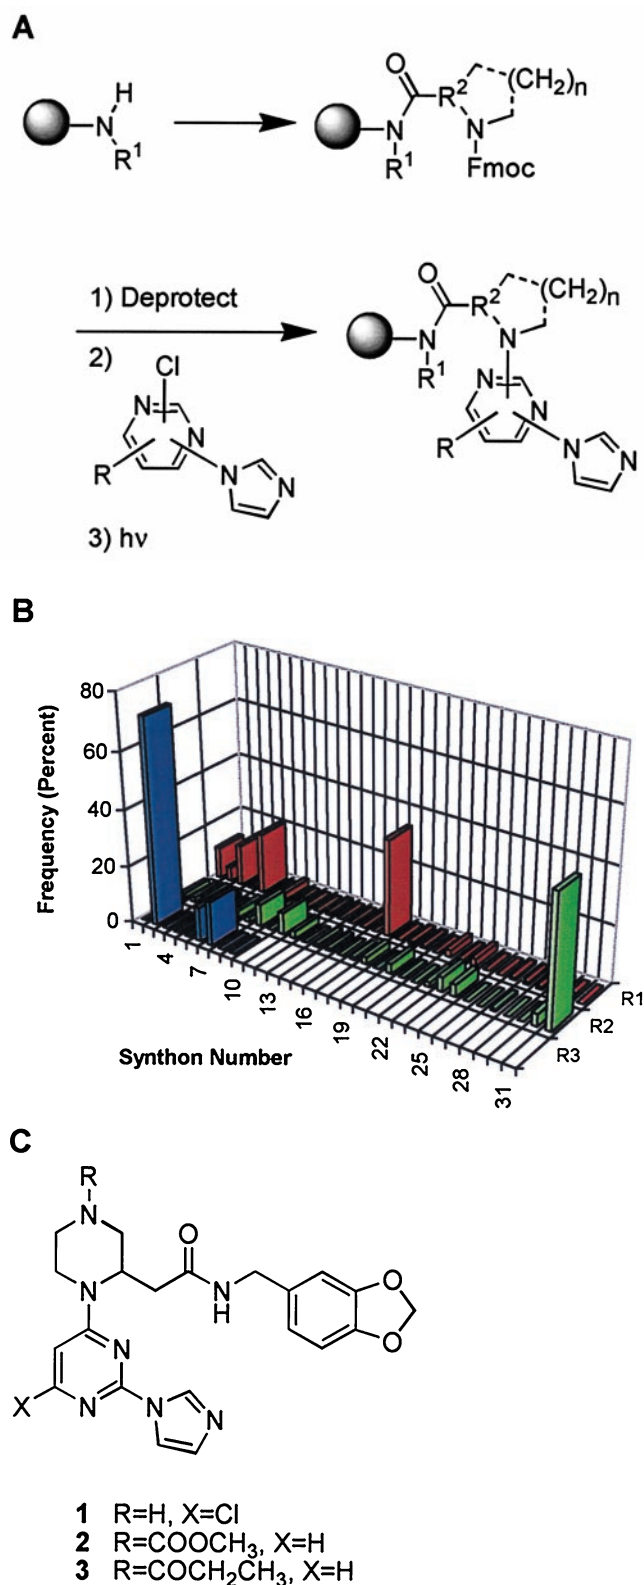 A
H
N
R¹
O
R²
(CH₂)n
N
N
R¹
Fmoc
1) Deprotect
2)
Cl
N
N
R
N
N
3) hν
O
R²
(CH₂)n
N
N
R¹
N
N
R
N
N
B
Frequency (Percent)
80
60
40
20
0
1
4
7
10
13
16
19
22
25
28
31
R1
R2
R3
Synthon Number
C
R
N
O
N
N
H
O
O
N
X
N
N
N
1 R=H, X=Cl
2 R=COOCH₃, X=H
3 R=COCH₂CH₃, X=H